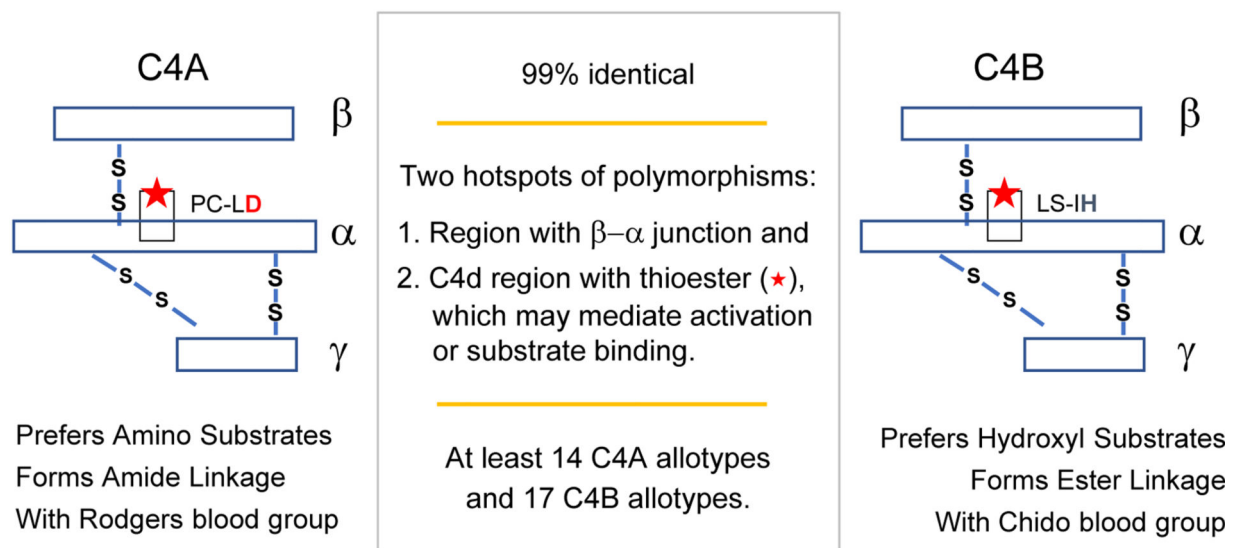 C4A
β
S
S
PC-LD
α
S
S
S
S
γ
Prefers Amino Substrates
Forms Amide Linkage
With Rodgers blood group
99% identical
Two hotspots of polymorphisms:
1. Region with β–α junction and
2. C4d region with thioester (★),
which may mediate activation
or substrate binding.
At least 14 C4A allotypes
and 17 C4B allotypes.
C4B
β
S
S
LS-IH
α
S
S
S
S
γ
Prefers Hydroxyl Substrates
Forms Ester Linkage
With Chido blood group